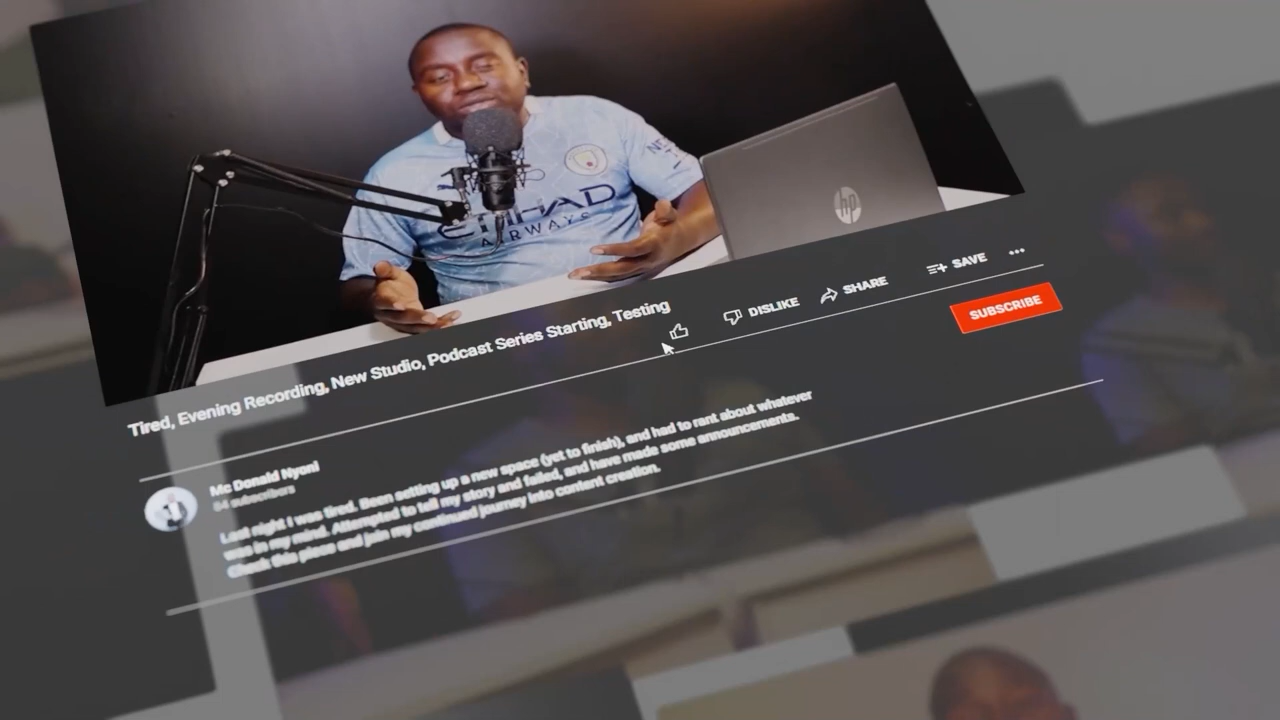 ETIHAD
AIRWAYS
hp
Tired, Evening Recording, New Studio, Podcast Series Starting, Testing
DISLIKE
SHARE
SAVE
SUBSCRIBE
Mc Donald Nyoni
64 subscribers
Last night I was tired. Been setting up a new space (yet to finish), and had to rant about whatever
was in my mind. Attempted to tell my story and failed, and have made some announcements.
Check this piece and join my continued journey into content creation.